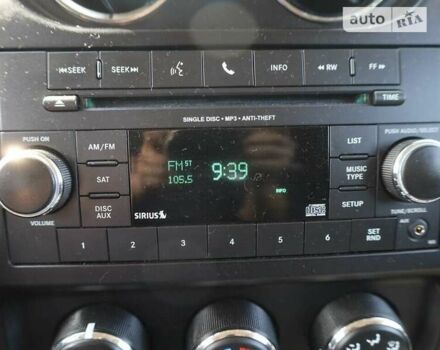 auto RIA
SEEK SEEK INFO RW FF
TIME
SINGLE DISC • MP3 • ANTI-THEFT
PUSH ON
PUSH AUDIO/SELECT
AM/FM
SAT
DISC AUX
FM ST 9:39
105.5
INFO
SIRIUS
LIST
MUSIC TYPE
SETUP
VOLUME
TUNE/SCROLL
AUX
1 2 3 4 5 6 SET RND